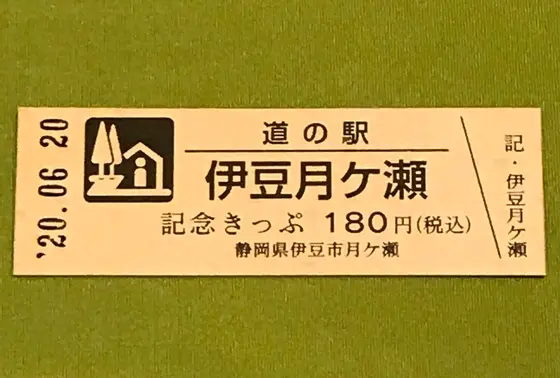 '20.06 20
道の駅
伊豆月ケ瀬
記念きっぷ 180円(税込)
静岡県伊豆市月ケ瀬
記・伊豆月ケ瀬